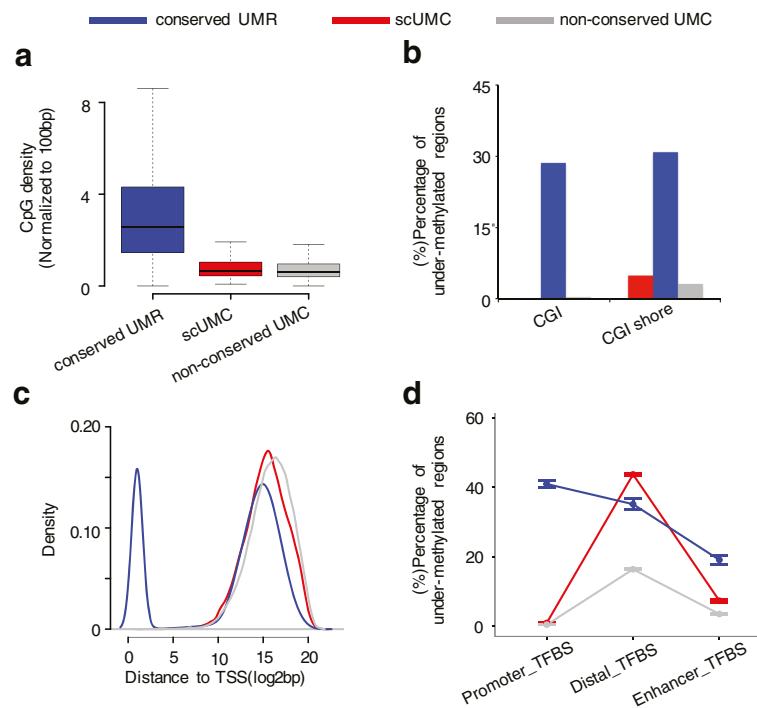 conserved UMR scUMC non-conserved UMC
a
CpG density
(Normalized to 100bp)
8
4
0
conserved UMR
scUMC
non-conserved UMC
b
(%)Percentage of
under-methylated regions
45
30
15
0
CGI
CGI shore
c
Density
0.20
0.10
0
0 5 10 15 20
Distance to TSS(log2bp)
d
(%)Percentage of
under-methylated regions
60
40
20
0
Promoter_TFBS
Distal_TFBS
Enhancer_TFBS